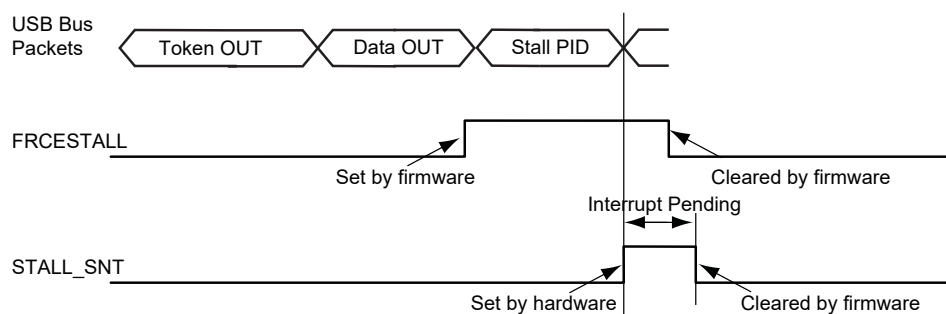 USB Bus
Packets
Token OUT
Data OUT
Stall PID
FRCESTALL
Set by firmware
Cleared by firmware
Interrupt Pending
STALL_SNT
Set by hardware
Cleared by firmware